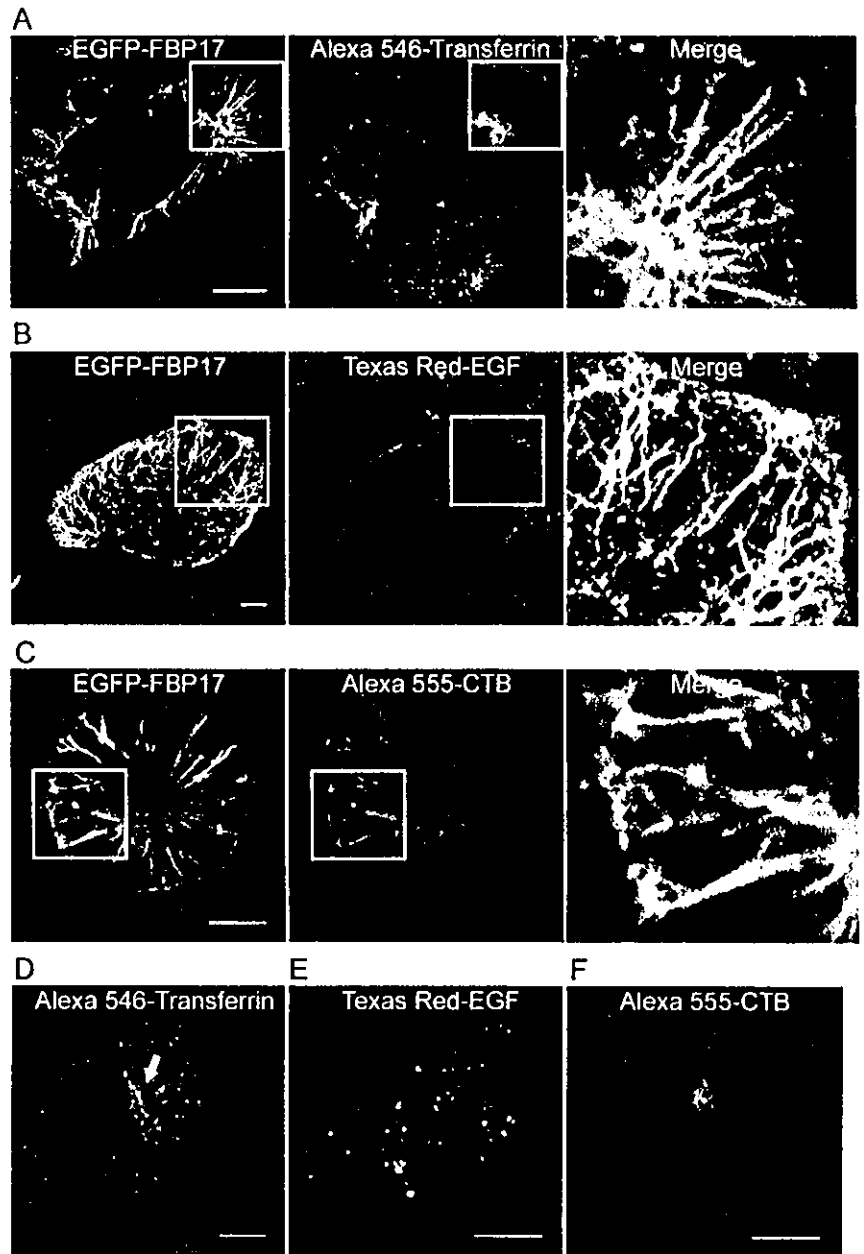 A
EGFP-FBP17 Alexa 546-Transferrin Merge
B
EGFP-FBP17 Texas Red-EGF Merge
C
EGFP-FBP17 Alexa 555-CTB Merge
D E F
Alexa 546-Transferrin Texas Red-EGF Alexa 555-CTB